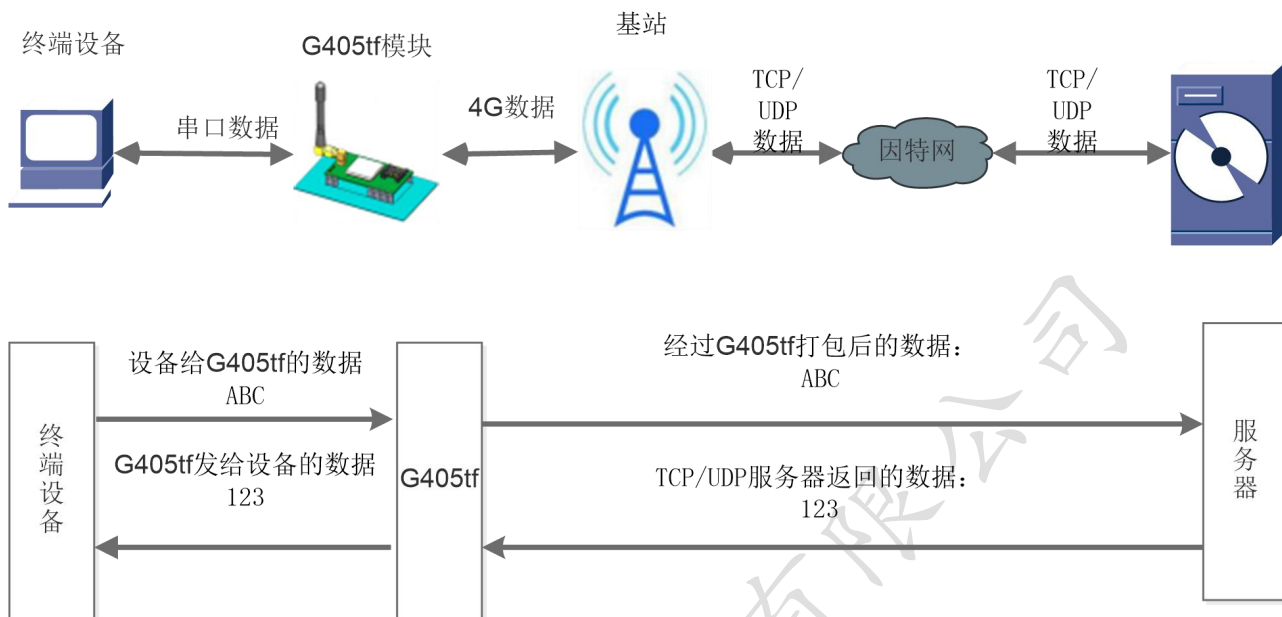 终端设备
G405tf模块
基站
串口数据
4G数据
TCP/
UDP
数据
因特网
TCP/
UDP
数据
设备给G405tf的数据
ABC
经过G405tf打包后的数据：
ABC
终端设备
G405tf发给设备的数据
123
G405tf
TCP/UDP服务器返回的数据：
123
服务器
有限公司